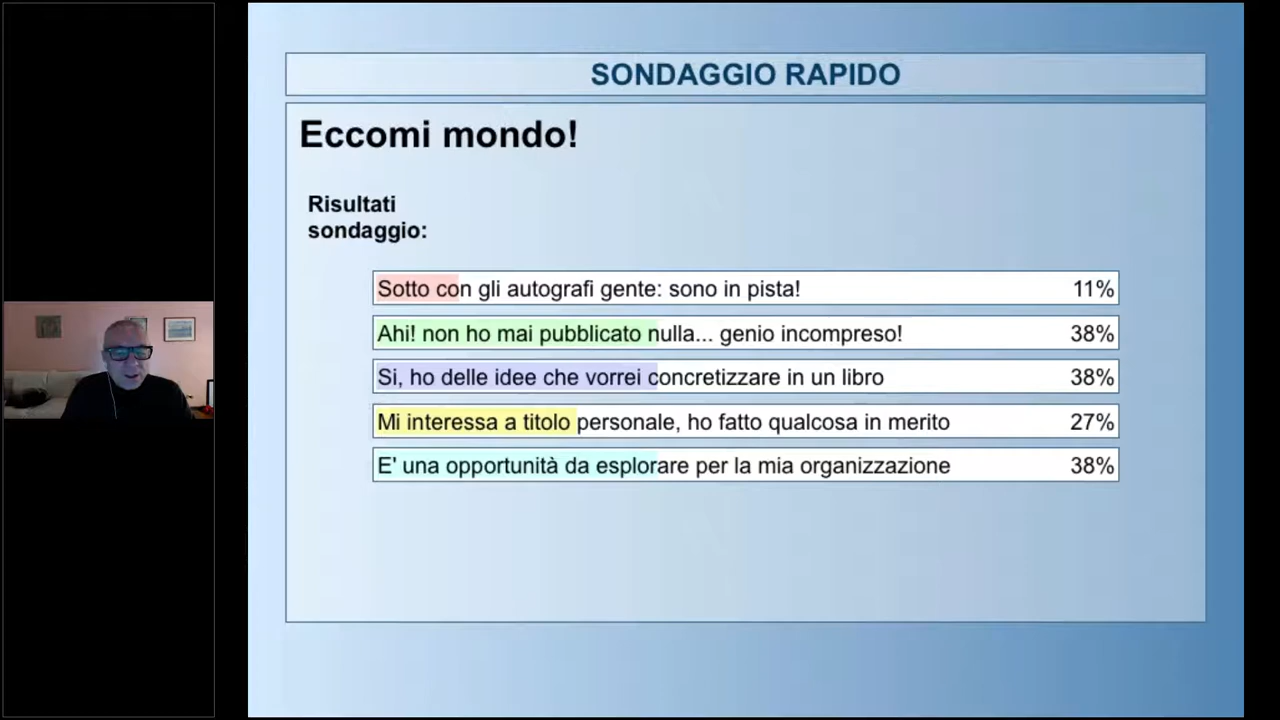 SONDAGGIO RAPIDO
Eccomi mondo!
Risultati
sondaggio:
Sotto con gli autografi gente: sono in pista! 11%
Ahi! non ho mai pubblicato nulla... genio incompreso! 38%
Si, ho delle idee che vorrei concretizzare in un libro 38%
Mi interessa a titolo personale, ho fatto qualcosa in merito 27%
E' una opportunità da esplorare per la mia organizzazione 38%